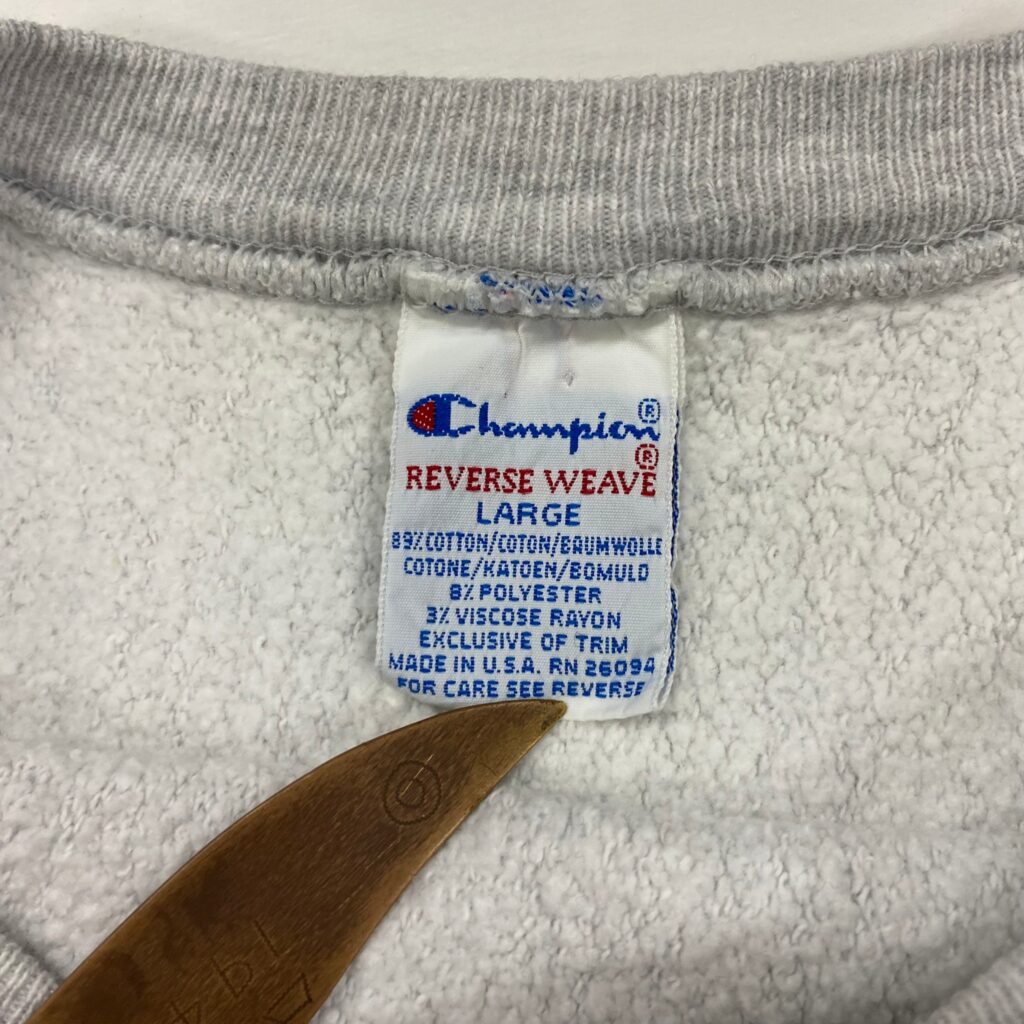 Champion®
REVERSE WEAVE®
LARGE
89% COTTON/COTON/BAUMWOLLE
COTONE/KATOEN/BOMULD
8% POLYESTER
3% VISCOSE RAYON
EXCLUSIVE OF TRIM
MADE IN U.S.A. RN 26094
FOR CARE SEE REVERSE